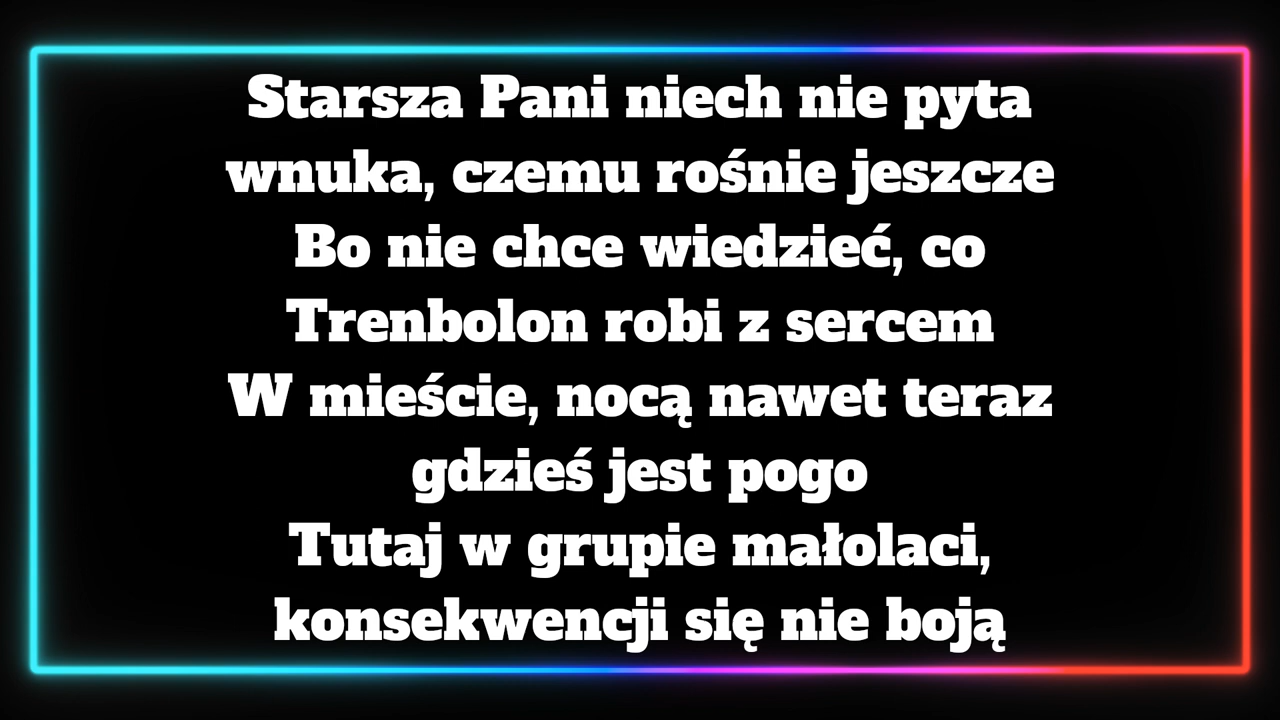 Starsza Pani niech nie pyta
wnuka, czemu rośnie jeszcze
Bo nie chce wiedzieć, co
Trenbolon robi z sercem
W mieście, nocą nawet teraz
gdzieś jest pogo
Tutaj w grupie małolaci,
konsekwencji się nie boją